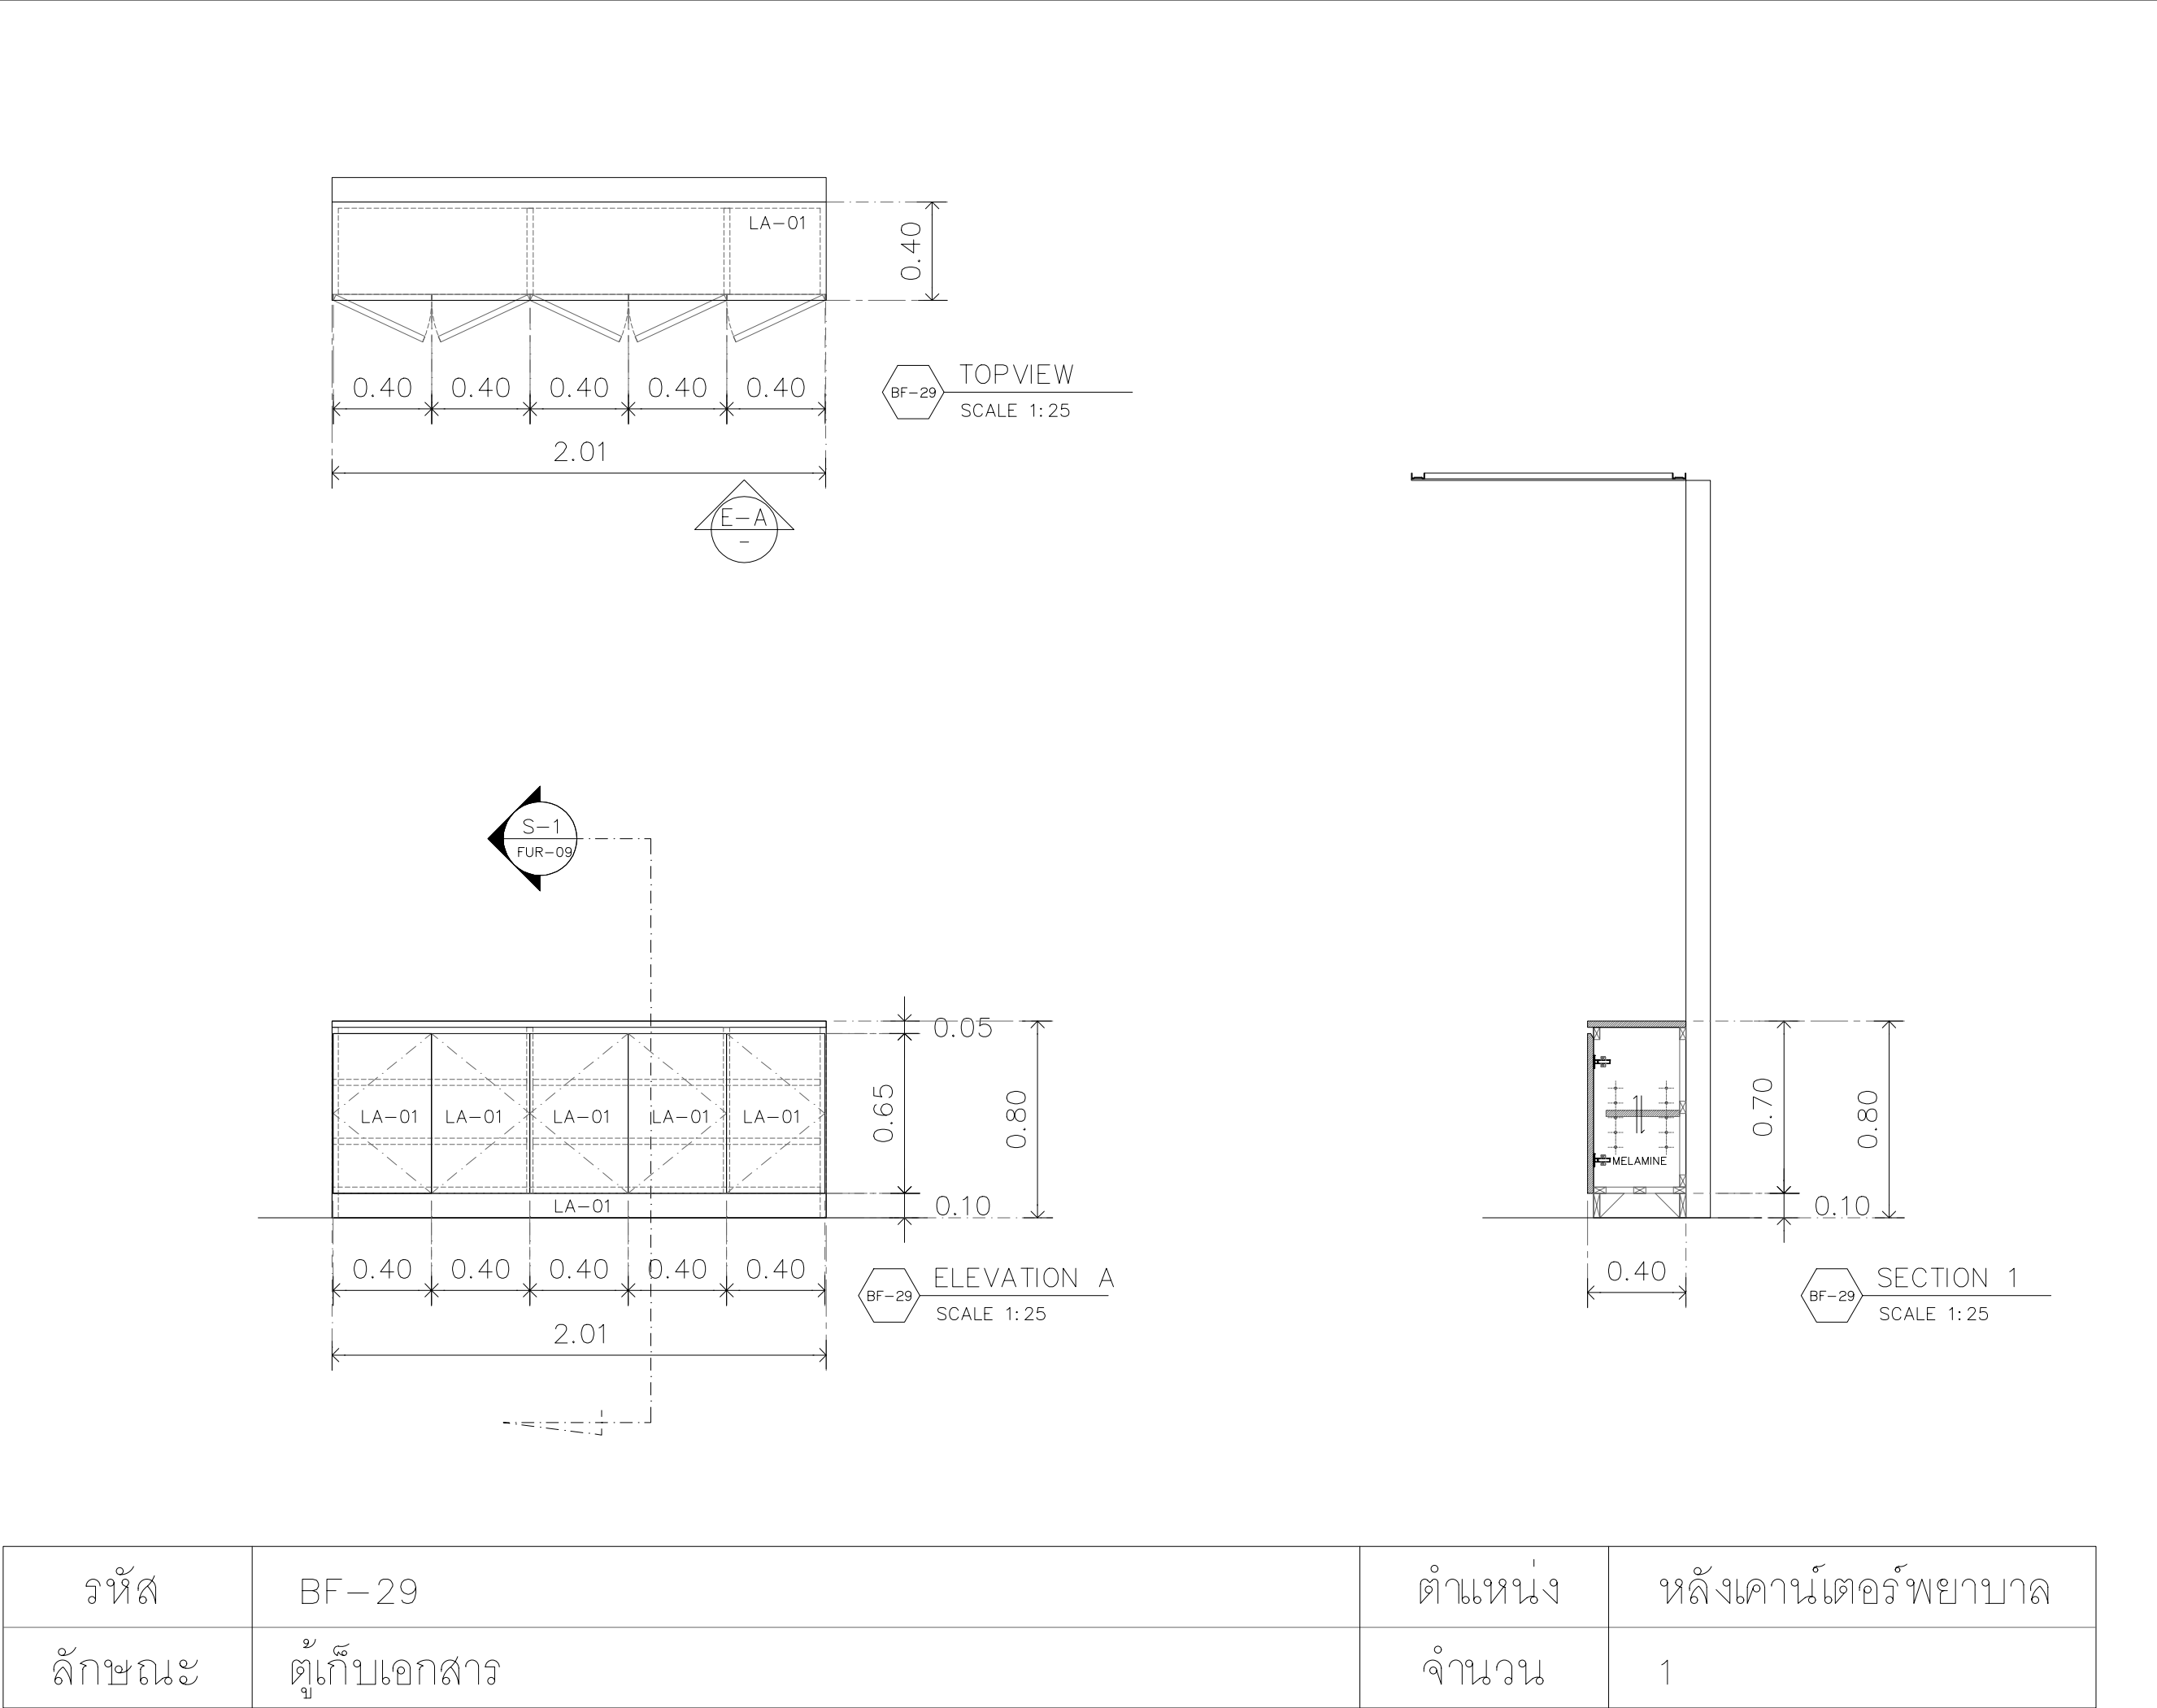 LA-01
0.40
0.40 0.40 0.40 0.40 0.40
2.01
BF-29 TOPVIEW
SCALE 1:25
E-A
-
S-1
FUR-09
0.05
0.65
0.80
0.10
LA-01 LA-01 LA-01 LA-01 LA-01
LA-01
0.40 0.40 0.40 0.40 0.40
2.01
BF-29 ELEVATION A
SCALE 1:25
MELAMINE
0.70
0.80
0.10
0.40
BF-29 SECTION 1
SCALE 1:25
รหัส BF-29 ตำแหน่ง หลังเคาน์เตอร์พยาบาล
ลักษณะ ตู้เก็บเอกสาร จำนวน 1